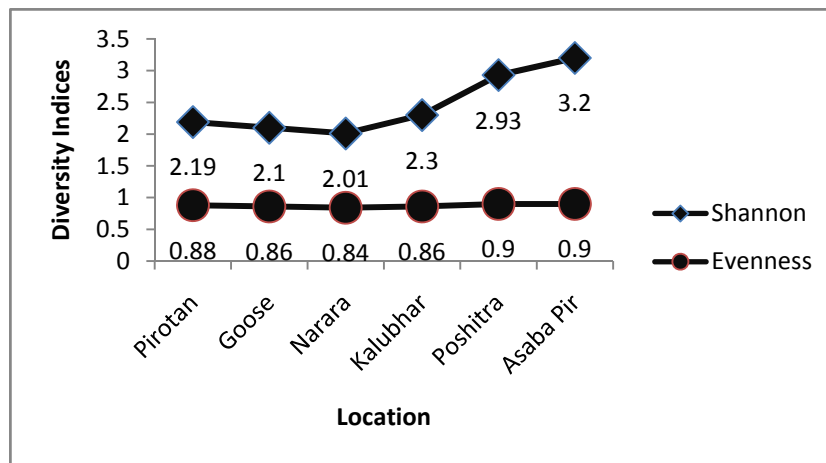 Diversity Indices
3.5
3
2.5
2
1.5
1
0.5
0
2.19
2.1
2.01
2.3
2.93
3.2
0.88
0.86
0.84
0.86
0.9
0.9
Shannon
Evenness
Pirotan
Goose
Narara
Kalubhar
Poshitra
Asaba Pir
Location